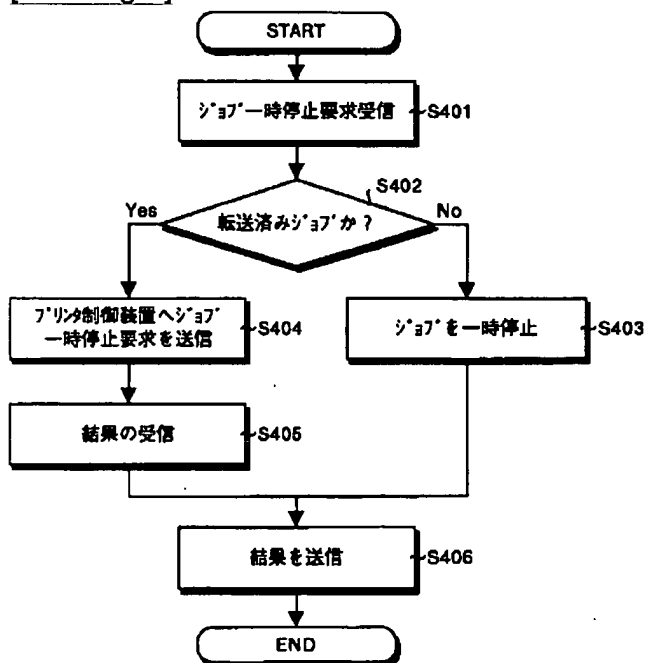 START
ｼﾞｮﾌﾞ一時停止要求受信
S401
S402
転送済みｼﾞｮﾌﾞか？
Yes
No
ﾌﾟﾘﾝﾀ制御装置へｼﾞｮﾌﾞ
一時停止要求を送信
S404
ｼﾞｮﾌﾞを一時停止
S403
結果の受信
S405
結果を送信
S406
END